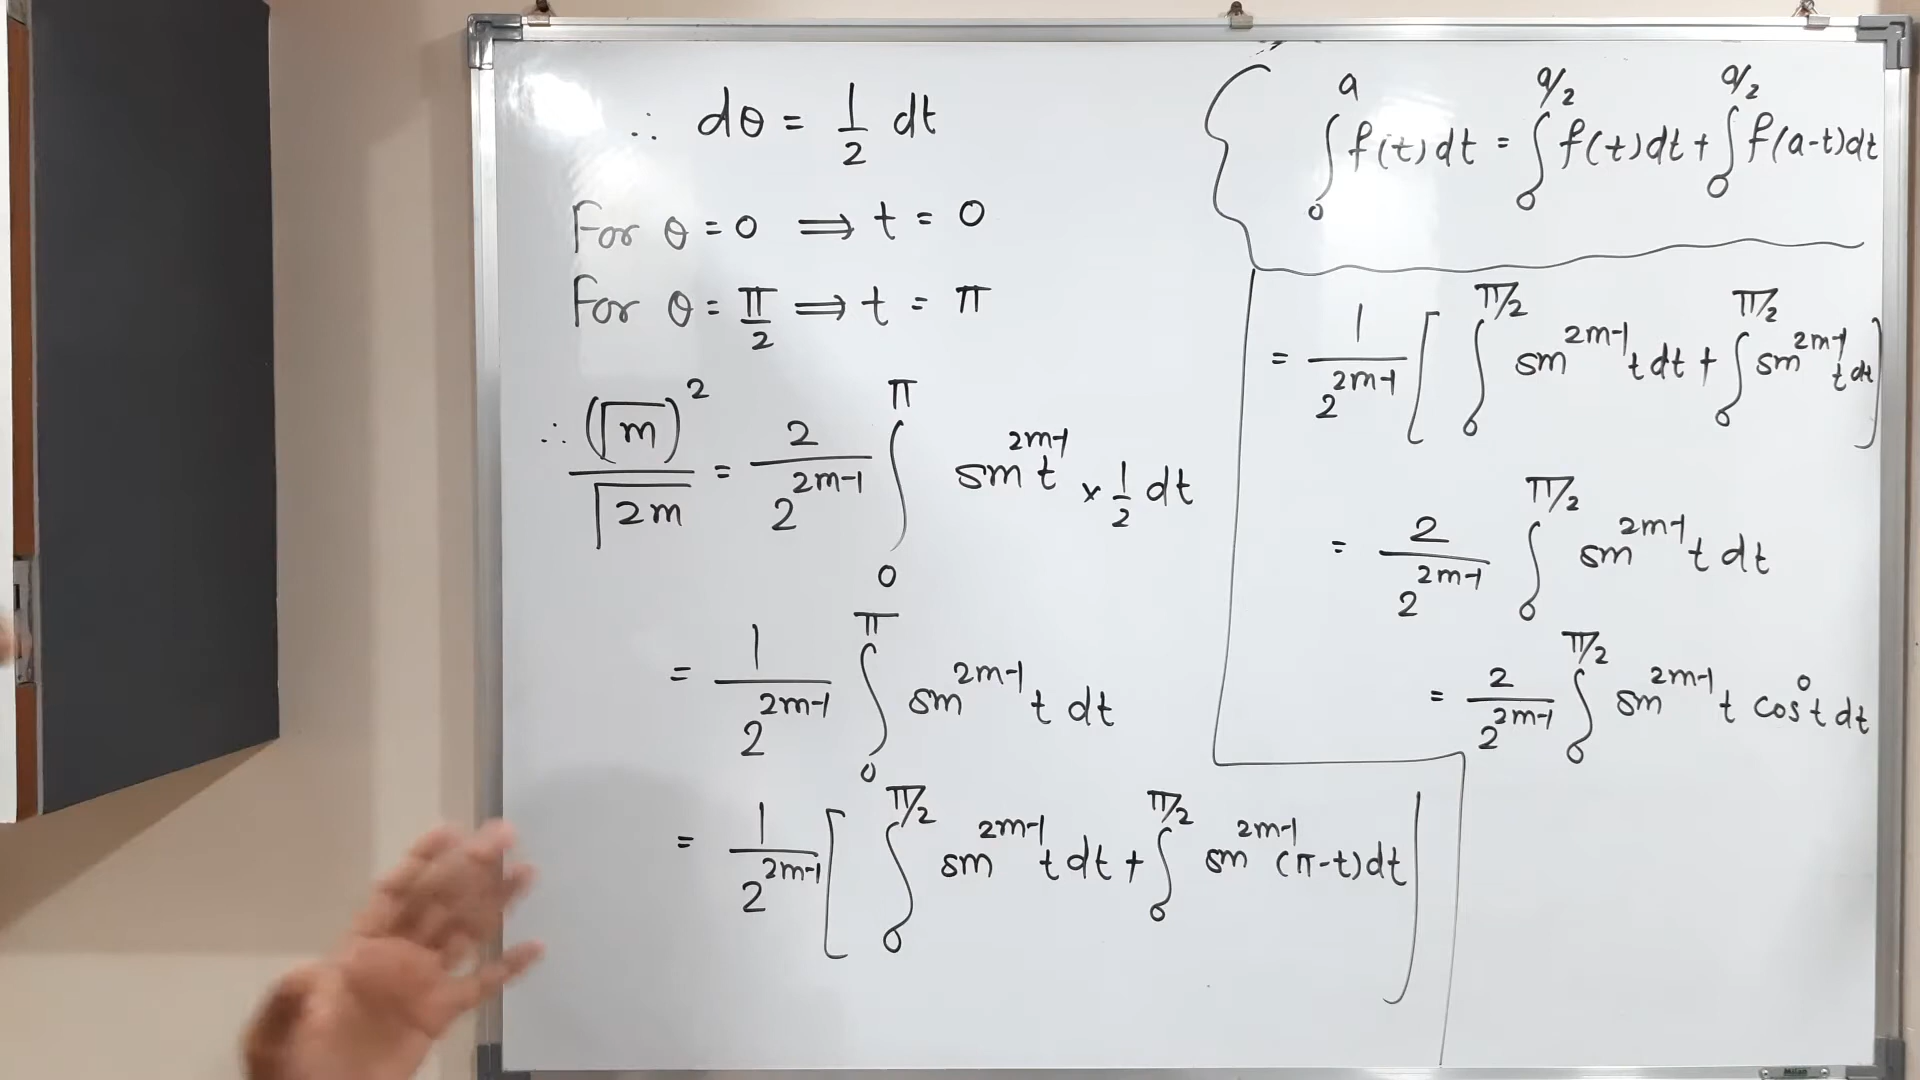 ∴ dθ = 1/2 dt
For θ = 0 ⟹ t = 0
For θ = π/2 ⟹ t = π
∴ (Γm)²/Γ2m = 2/2^(2m-1) ∫₀^π sin^(2m-1) t × 1/2 dt
= 1/2^(2m-1) ∫₀^π sin^(2m-1) t dt
= 1/2^(2m-1) [ ∫₀^(π/2) sin^(2m-1) t dt + ∫₀^(π/2) sin^(2m-1) (π-t) dt ]
∫₀^a f(t) dt = ∫₀^(a/2) f(t) dt + ∫₀^(a/2) f(a-t) dt
= 1/2^(2m-1) [ ∫₀^(π/2) sin^(2m-1) t dt + ∫₀^(π/2) sin^(2m-1) t dt ]
= 2/2^(2m-1) ∫₀^(π/2) sin^(2m-1) t dt
= 2/2^(2m-1) ∫₀^(π/2) sin^(2m-1) t cos⁰ t dt